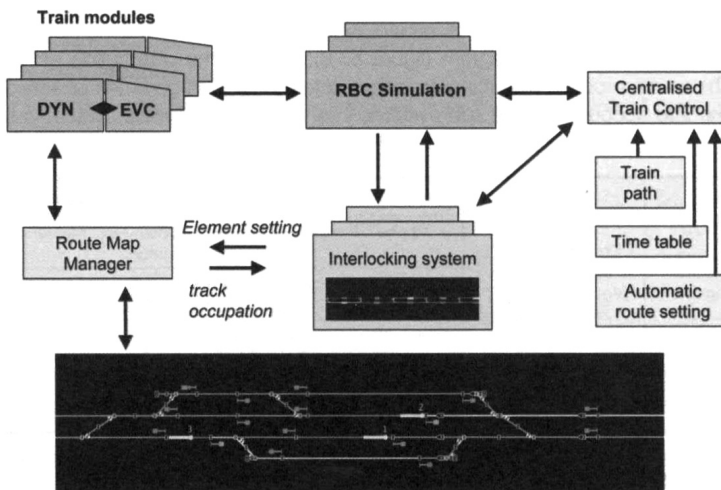 Train modules
DYN
EVC
RBC Simulation
Centralised
Train Control
Train
path
Time table
Automatic
route setting
Route Map
Manager
Element setting
track
occupation
Interlocking system